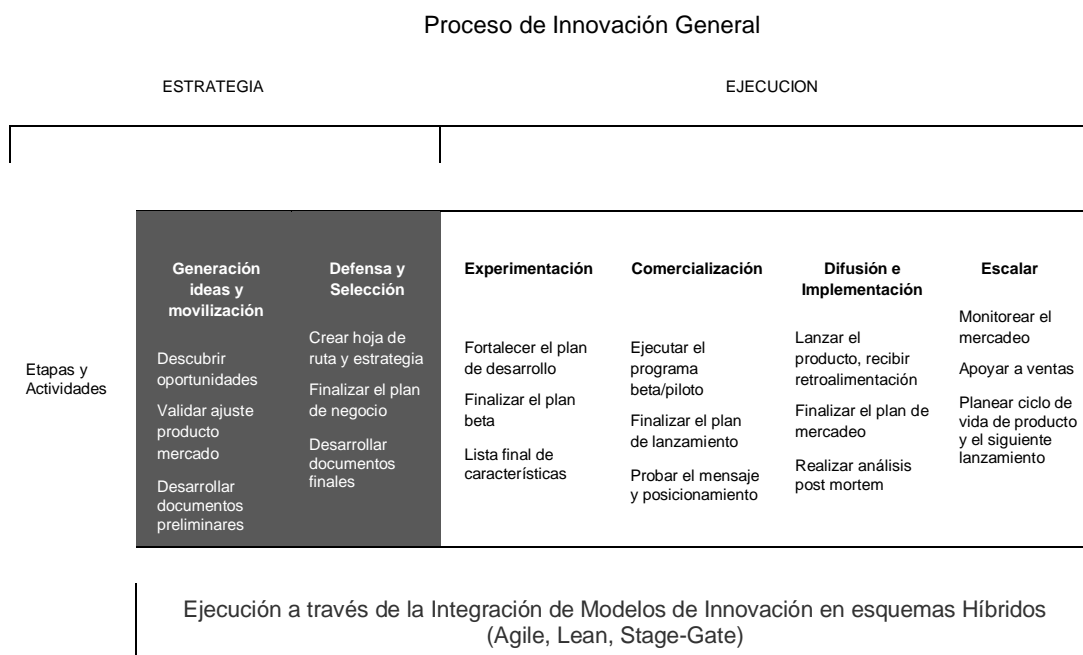 Proceso de Innovación General
ESTRATEGIA
EJECUCION
Etapas y
Actividades
Generación
ideas y
movilización
Descubrir
oportunidades
Validar ajuste
producto
mercado
Desarrollar
documentos
preliminares
Defensa y
Selección
Crear hoja de
ruta y estrategia
Finalizar el plan
de negocio
Desarrollar
documentos
finales
Experimentación
Fortalecer el plan
de desarrollo
Finalizar el plan
beta
Lista final de
características
Comercialización
Ejecutar el
programa
beta/piloto
Finalizar el plan
de lanzamiento
Probar el mensaje
y posicionamiento
Difusión e
Implementación
Lanzar el
producto, recibir
retroalimentación
Finalizar el plan de
mercadeo
Realizar análisis
post mortem
Escalar
Monitorear el
mercadeo
Apoyar a ventas
Planear ciclo de
vida de producto
y el siguiente
lanzamiento
Ejecución a través de la Integración de Modelos de Innovación en esquemas Híbridos
(Agile, Lean, Stage-Gate)